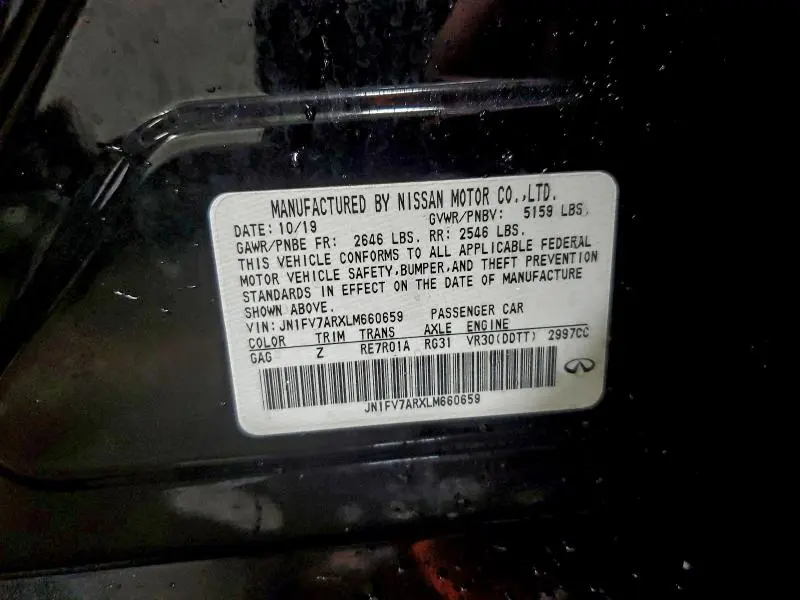 MANUFACTURED BY NISSAN MOTOR CO.,LTD.
DATE: 10/19 GVWR/PNBV: 5159 LBS.
GAWR/PNBE FR: 2646 LBS. RR: 2546 LBS.
THIS VEHICLE CONFORMS TO ALL APPLICABLE FEDERAL
MOTOR VEHICLE SAFETY,BUMPER,AND THEFT PREVENTION
STANDARDS IN EFFECT ON THE DATE OF MANUFACTURE
SHOWN ABOVE.
VIN: JN1FV7ARXLM660659 PASSENGER CAR
COLOR TRIM TRANS AXLE ENGINE
GAG Z RE7R01A RG31 VR30(DDTT) 2997CC
JN1FV7ARXLM660659